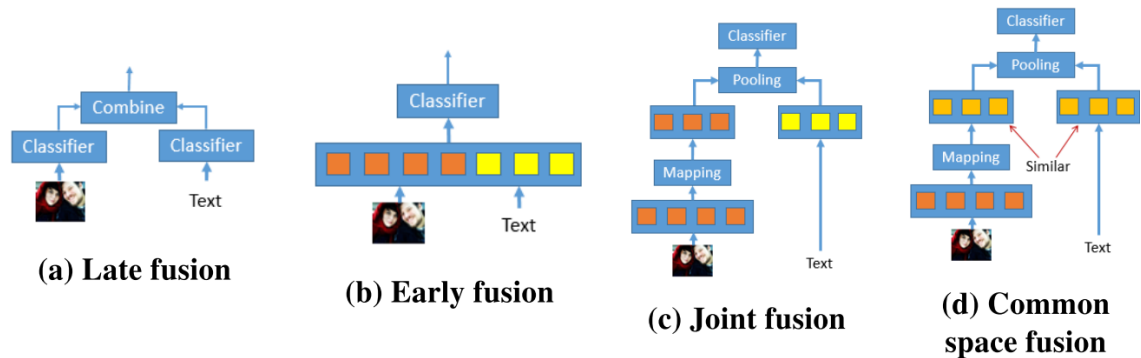 Combine
Classifier
Classifier
Text
(a) Late fusion
Classifier
Text
(b) Early fusion
Classifier
Pooling
Mapping
Text
(c) Joint fusion
Classifier
Pooling
Mapping
Similar
Text
(d) Common
space fusion